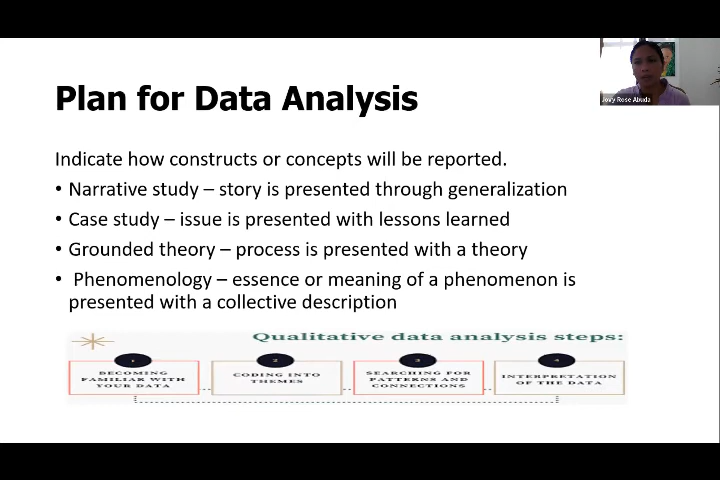 Plan for Data Analysis
Jovy Rose Abuda
Indicate how constructs or concepts will be reported.
• Narrative study – story is presented through generalization
• Case study – issue is presented with lessons learned
• Grounded theory – process is presented with a theory
• Phenomenology – essence or meaning of a phenomenon is
presented with a collective description
Qualitative data analysis steps:
1
BECOMING
FAMILIAR WITH
YOUR DATA
2
CODING INTO
THEMES
3
SEARCHING FOR
PATTERNS AND
CONNECTIONS
4
INTERPRETATION
OF THE DATA